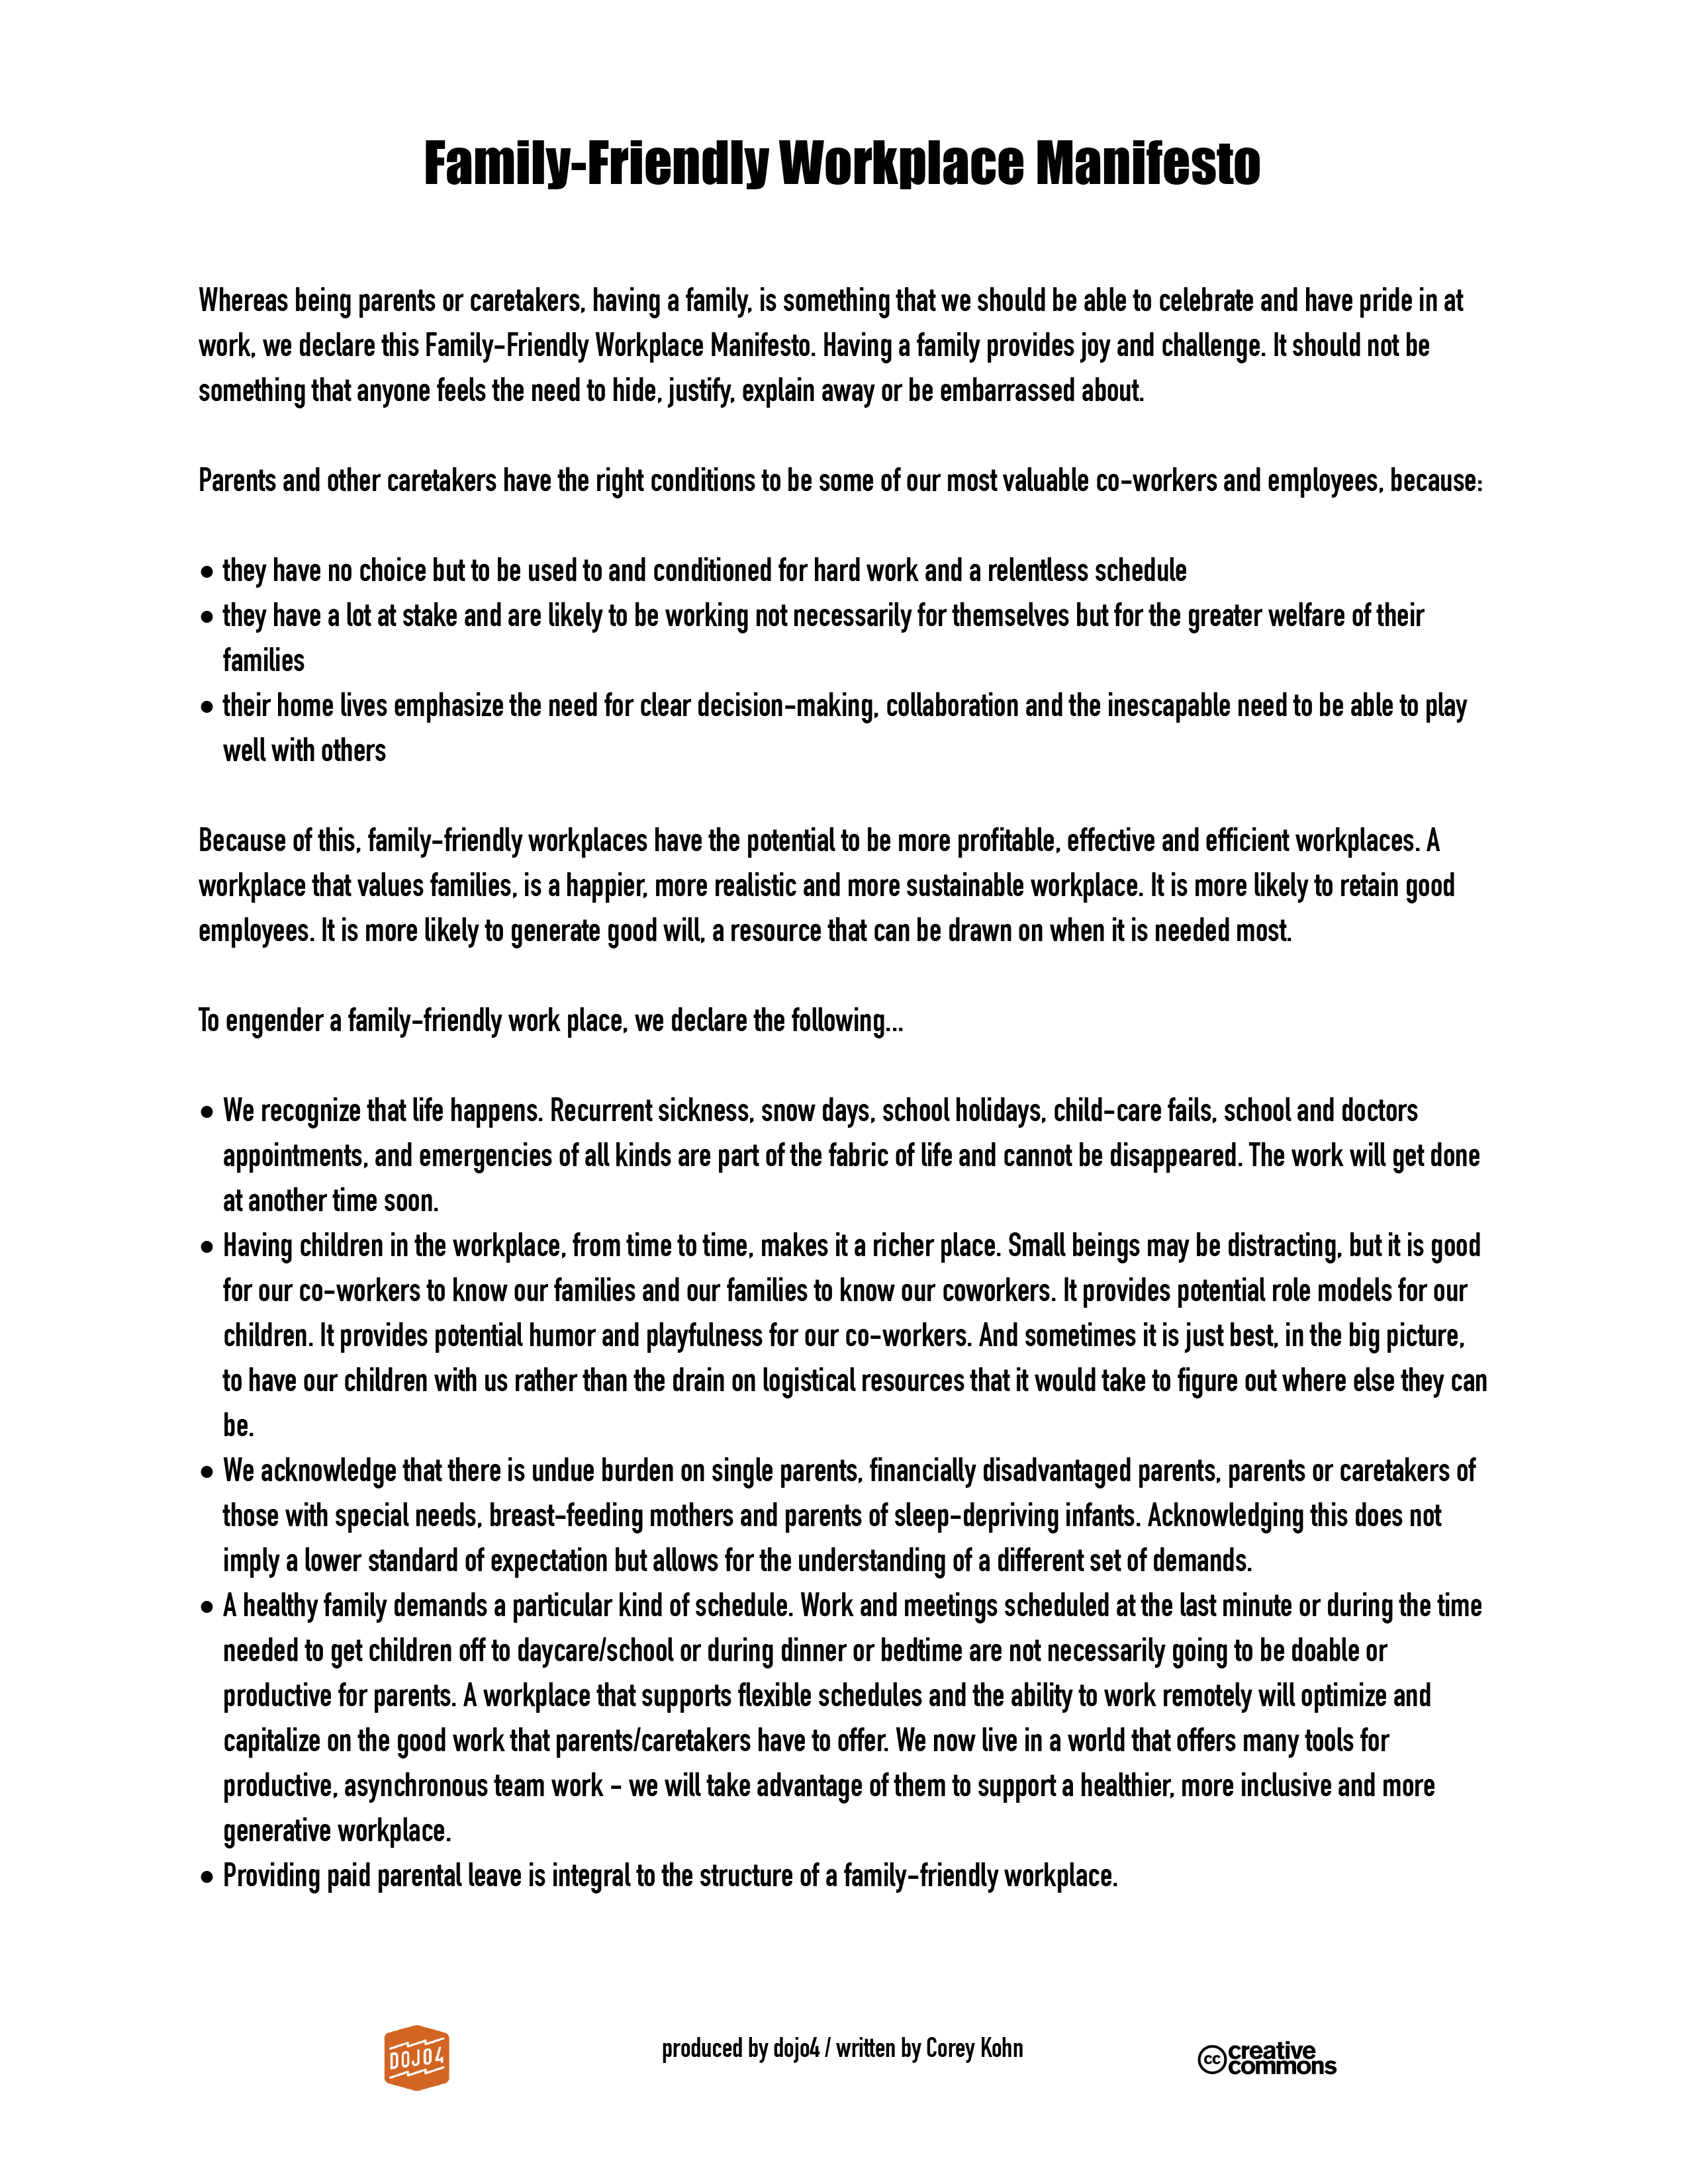 Family-Friendly Workplace Manifesto
Whereas being parents or caretakers, having a family, is something that we should be able to celebrate and have pride in at
work, we declare this Family-Friendly Workplace Manifesto. Having a family provides joy and challenge. It should not be
something that anyone feels the need to hide, justify, explain away or be embarrassed about.
Parents and other caretakers have the right conditions to be some of our most valuable co-workers and employees, because:
• they have no choice but to be used to and conditioned for hard work and a relentless schedule
• they have a lot at stake and are likely to be working not necessarily for themselves but for the greater welfare of their
families
• their home lives emphasize the need for clear decision-making, collaboration and the inescapable need to be able to play
well with others
Because of this, family-friendly workplaces have the potential to be more profitable, effective and efficient workplaces. A
workplace that values families, is a happier, more realistic and more sustainable workplace. It is more likely to retain good
employees. It is more likely to generate good will, a resource that can be drawn on when it is needed most.
To engender a family-friendly work place, we declare the following...
• We recognize that life happens. Recurrent sickness, snow days, school holidays, child-care fails, school and doctors
appointments, and emergencies of all kinds are part of the fabric of life and cannot be disappeared. The work will get done
at another time soon.
• Having children in the workplace, from time to time, makes it a richer place. Small beings may be distracting, but it is good
for our co-workers to know our families and our families to know our coworkers. It provides potential role models for our
children. It provides potential humor and playfulness for our co-workers. And sometimes it is just best, in the big picture,
to have our children with us rather than the drain on logistical resources that it would take to figure out where else they can
be.
• We acknowledge that there is undue burden on single parents, financially disadvantaged parents, parents or caretakers of
those with special needs, breast-feeding mothers and parents of sleep-depriving infants. Acknowledging this does not
imply a lower standard of expectation but allows for the understanding of a different set of demands.
• A healthy family demands a particular kind of schedule. Work and meetings scheduled at the last minute or during the time
needed to get children off to daycare/school or during dinner or bedtime are not necessarily going to be doable or
productive for parents. A workplace that supports flexible schedules and the ability to work remotely will optimize and
capitalize on the good work that parents/caretakers have to offer. We now live in a world that offers many tools for
productive, asynchronous team work - we will take advantage of them to support a healthier, more inclusive and more
generative workplace.
• Providing paid parental leave is integral to the structure of a family-friendly workplace.
DOJO4
produced by dojo4 / written by Corey Kohn
cc creative
commons